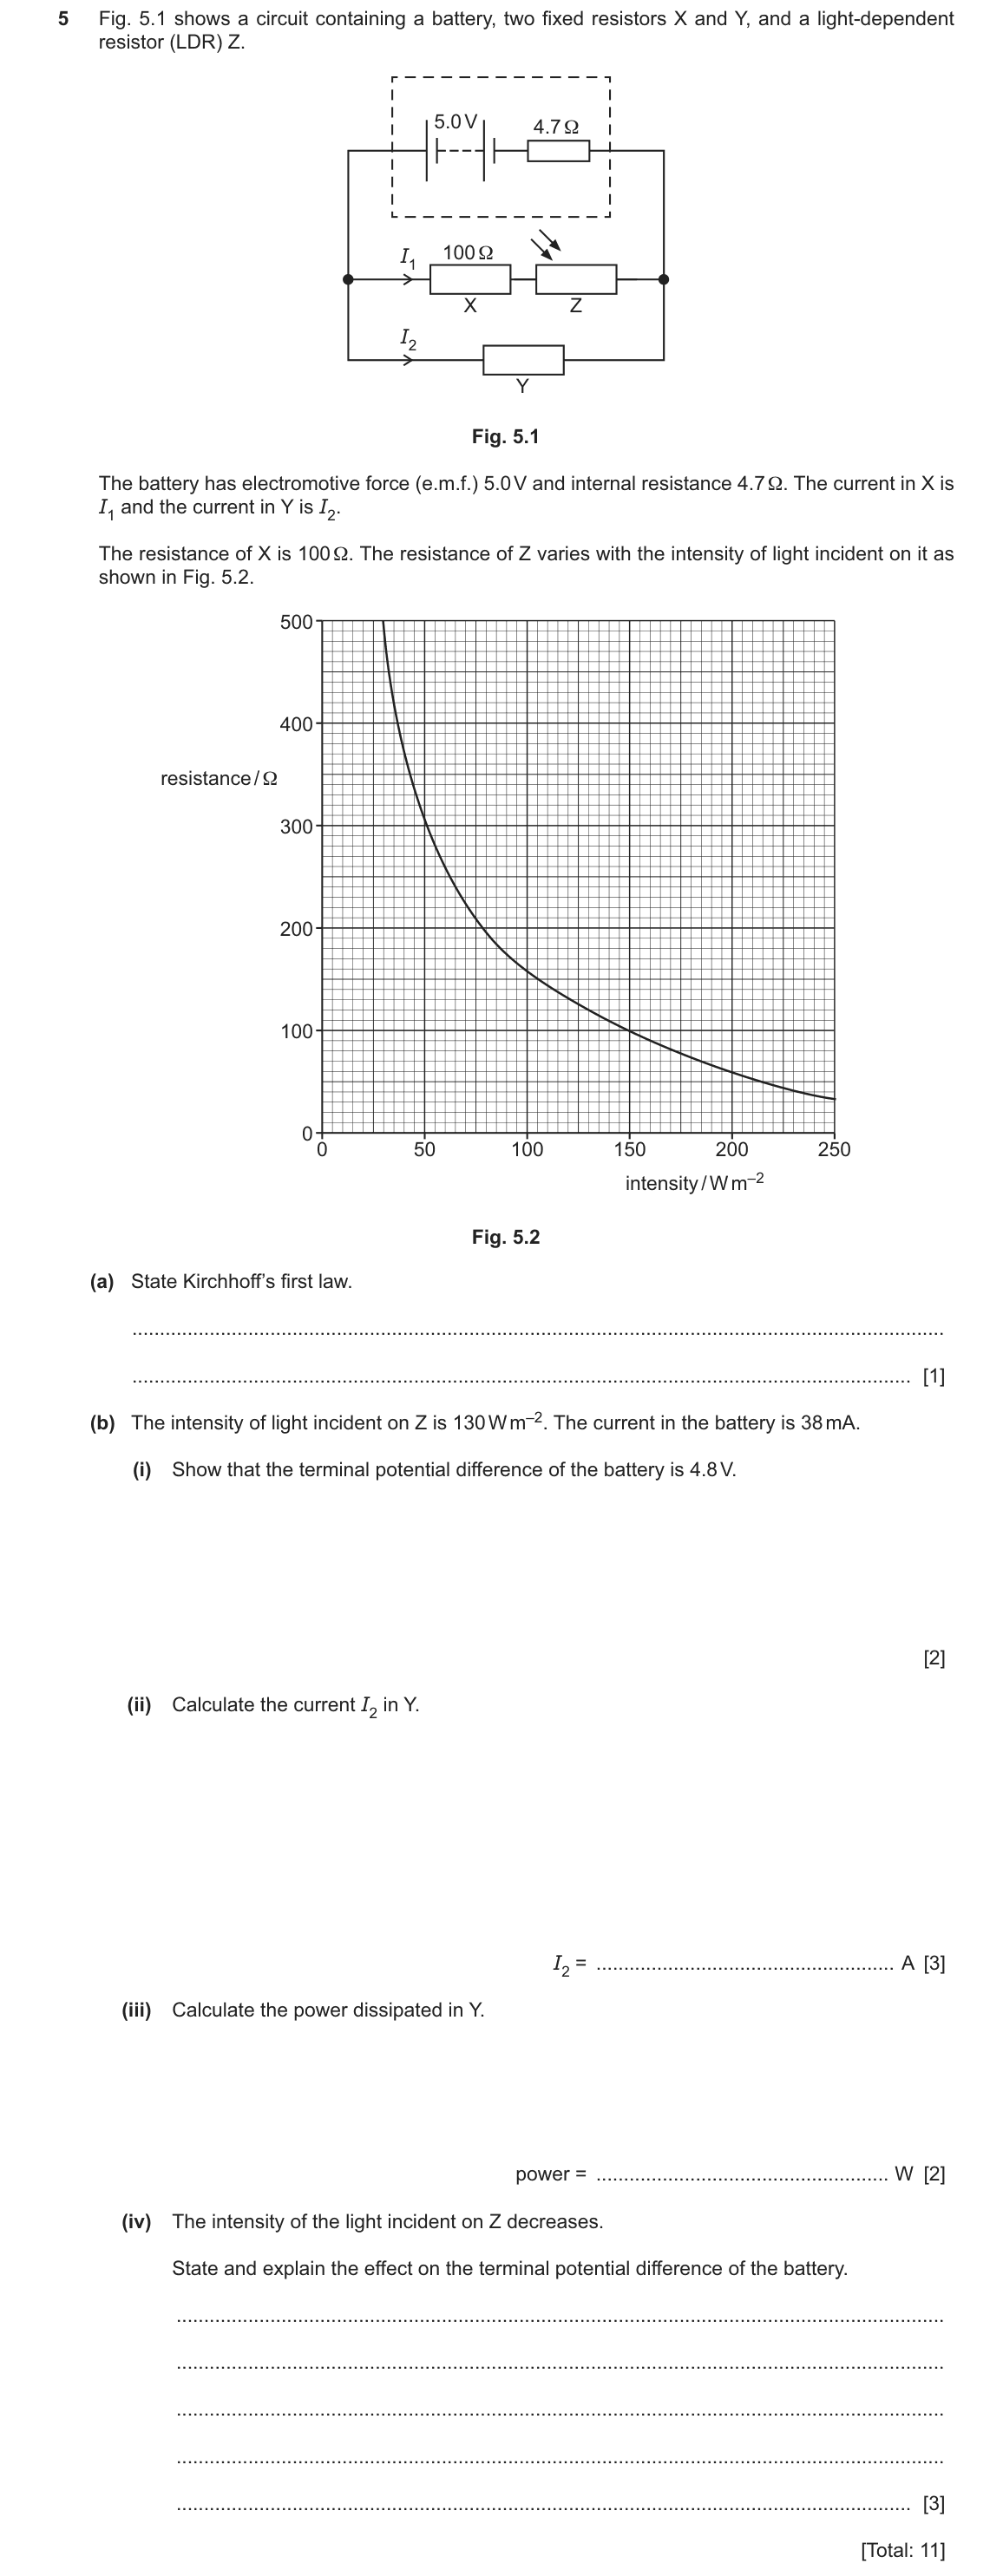 5 Fig. 5.1 shows a circuit containing a battery, two fixed resistors X and Y, and a light-dependent
resistor (LDR) Z.
5.0 V
4.7 Ω
I1
100 Ω
X
Z
I2
Y
Fig. 5.1
The battery has electromotive force (e.m.f.) 5.0 V and internal resistance 4.7 Ω. The current in X is
I1 and the current in Y is I2.
The resistance of X is 100 Ω. The resistance of Z varies with the intensity of light incident on it as
shown in Fig. 5.2.
500
400
resistance / Ω
300
200
100
0
0 50 100 150 200 250
intensity / W m–2
Fig. 5.2
(a) State Kirchhoff’s first law.
..........................................................................................................................................
.................................................................................................................................... [1]
(b) The intensity of light incident on Z is 130 W m–2. The current in the battery is 38 mA.
(i) Show that the terminal potential difference of the battery is 4.8 V.
[2]
(ii) Calculate the current I2 in Y.
I2 = ...................................................... A [3]
(iii) Calculate the power dissipated in Y.
power = ..................................................... W [2]
(iv) The intensity of the light incident on Z decreases.
State and explain the effect on the terminal potential difference of the battery.
..................................................................................................................................
..................................................................................................................................
..................................................................................................................................
..................................................................................................................................
............................................................................................................................ [3]
[Total: 11]